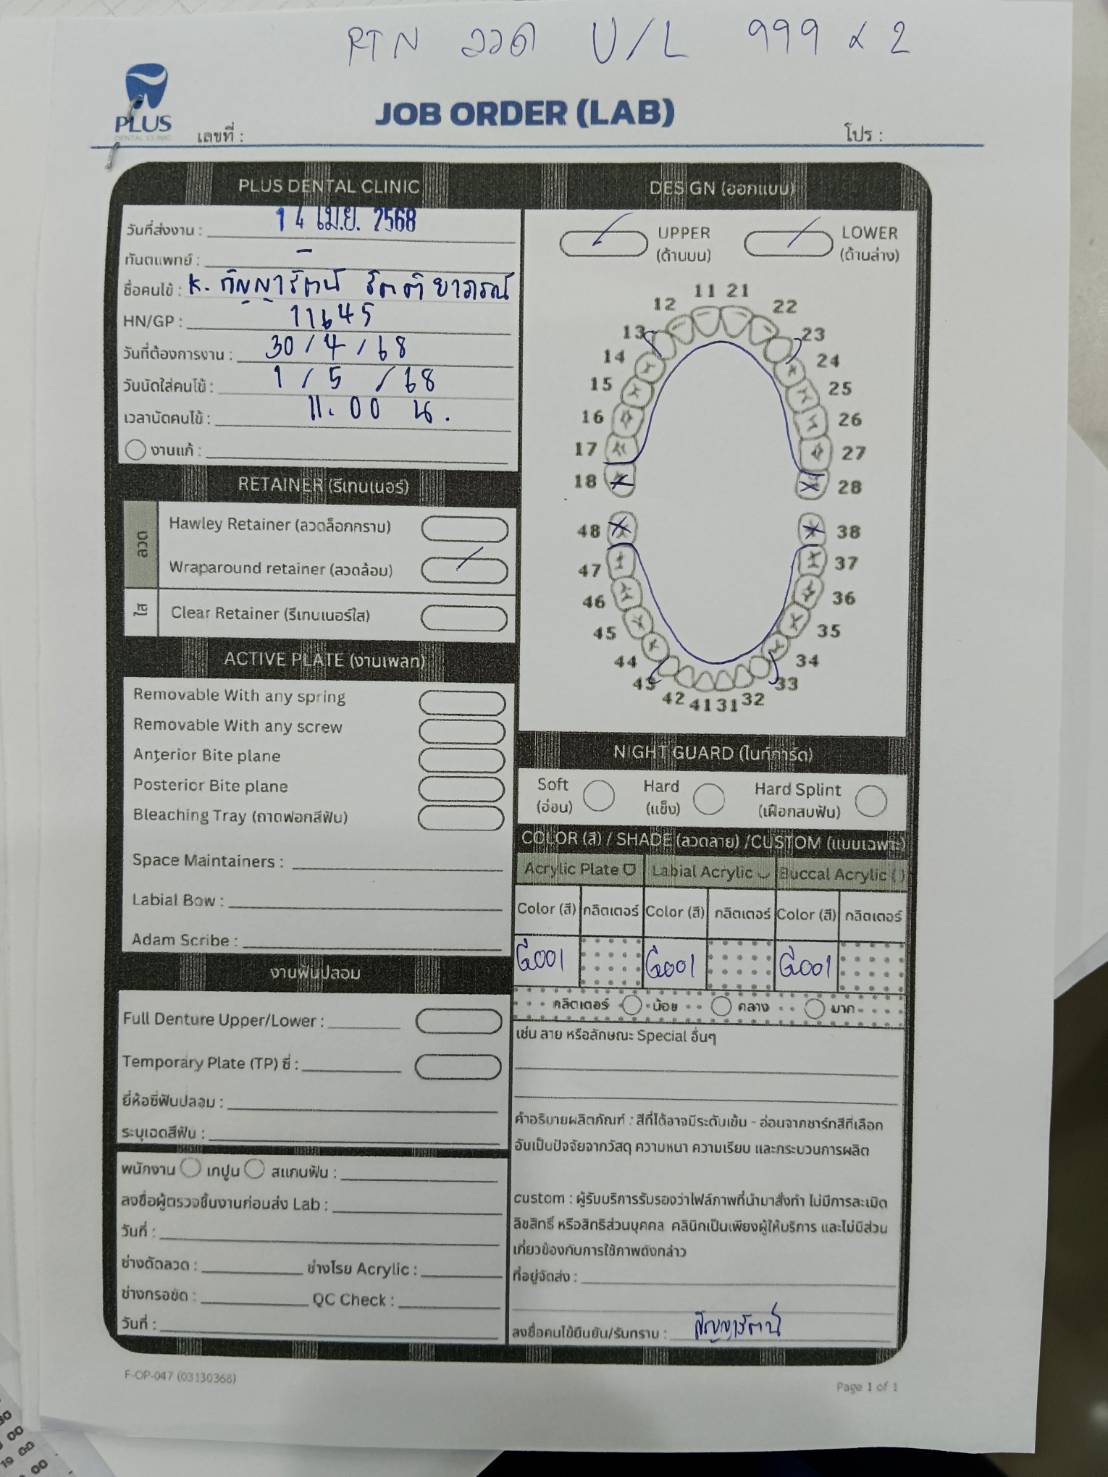 RTN ลวด U/L 999 x 2
PLUS
DENTAL CLINIC
JOB ORDER (LAB)
เลขที่ :
โปร :
PLUS DENTAL CLINIC
วันที่ส่งงาน : 14 เม.ย. 2568
ทันตแพทย์ : -
ชื่อคนไข้ : K. กัญญารัตน์
HN/GP : 11645
วันที่ต้องการงาน : 30/4/68
วันนัดใส่คนไข้ : 1/5/68
เวลานัดคนไข้ : 11.00 น.
งานแก้ :
RETAINER (รีเทนเนอร์)
ลวด
Hawley Retainer (ลวดล็อกกราม)
Wraparound retainer (ลวดล้อม)
ใส
Clear Retainer (รีเทนเนอร์ใส)
ACTIVE PLATE (งานเพลท)
Removable With any spring
Removable With any screw
Anterior Bite plane
Posterior Bite plane
Bleaching Tray (ถาดฟอกสีฟัน)
Space Maintainers :
Labial Bow :
Adam Scribe :
งานฟันปลอม
Full Denture Upper/Lower :
Temporary Plate (TP) ซี่ :
ยี่ห้อซี่ฟันปลอม :
ระบุเฉดสีฟัน :
พนักงาน เทปูน สแกนฟัน :
ลงชื่อผู้ตรวจชิ้นงานก่อนส่ง Lab :
วันที่ :
ช่างดัดลวด : ช่างโรย Acrylic :
ช่างกรอขัด : QC Check :
วันที่ :
DESIGN (ออกแบบ)
UPPER
(ด้านบน)
LOWER
(ด้านล่าง)
11 21
12 22
13 23
14 24
15 25
16 26
17 27
18 28
48 38
47 37
46 36
45 35
44 34
43 33
42 41 31 32
NIGHT GUARD (ไนท์การ์ด)
Soft
(อ่อน)
Hard
(แข็ง)
Hard Splint
(เฝือกสบฟัน)
COLOR (สี) / SHADE (ลวดลาย) /CUSTOM (แบบเฉพาะ)
Acrylic Plate Labial Acrylic Buccal Acrylic ( )
Color (สี) กลิตเตอร์ Color (สี) กลิตเตอร์ Color (สี) กลิตเตอร์
G001 G001 G001
กลิตเตอร์ น้อย กลาง มาก
เช่น ลาย หรือลักษณะ Special อื่นๆ
คำอธิบายผลิตภัณฑ์ : สีที่ได้อาจมีระดับเข้ม - อ่อนจากชาร์ทสีที่เลือก
อันเป็นปัจจัยจากวัสดุ ความหนา ความเรียบ และกระบวนการผลิต
custom : ผู้รับบริการรับรองว่าไฟล์ภาพที่นำมาสั่งทำ ไม่มีการละเมิด
ลิขสิทธิ์ หรือสิทธิส่วนบุคคล คลินิกเป็นเพียงผู้ให้บริการ และไม่มีส่วน
เกี่ยวข้องกับการใช้ภาพดังกล่าว
ที่อยู่จัดส่ง :
ลงชื่อคนไข้ยืนยัน/รับทราบ : กัญญารัตน์
F-OP-047 (03130368)
Page 1 of 1